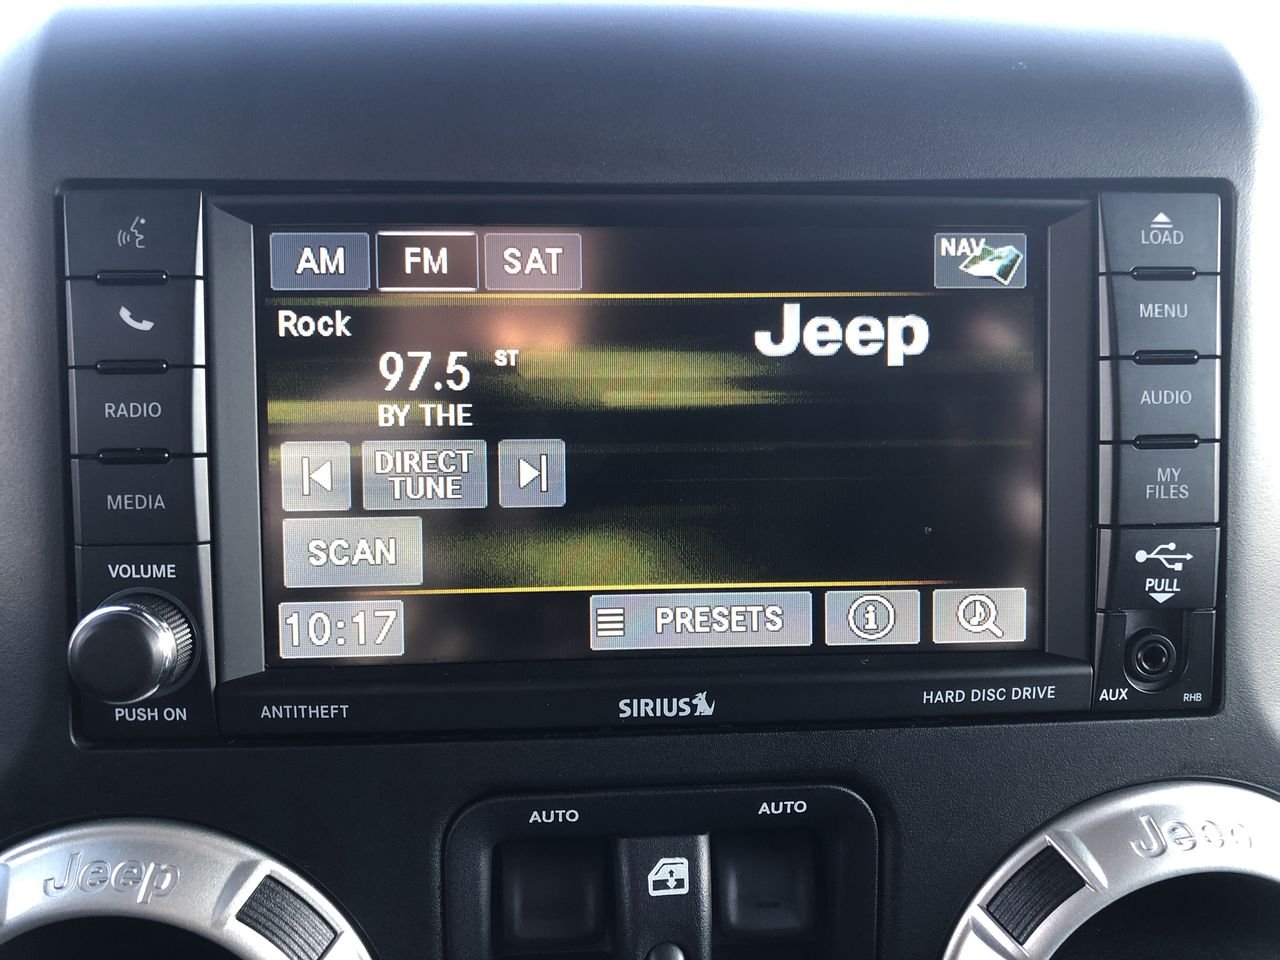 AM FM SAT NAV
Rock
Jeep
97.5 ST
BY THE
DIRECT
TUNE
SCAN
10:17
PRESETS
i
RADIO
MEDIA
VOLUME
PUSH ON
LOAD
MENU
AUDIO
MY
FILES
PULL
AUX
RHB
ANTITHEFT
SIRIUS
HARD DISC DRIVE
AUTO
AUTO
Jeep
Jeep